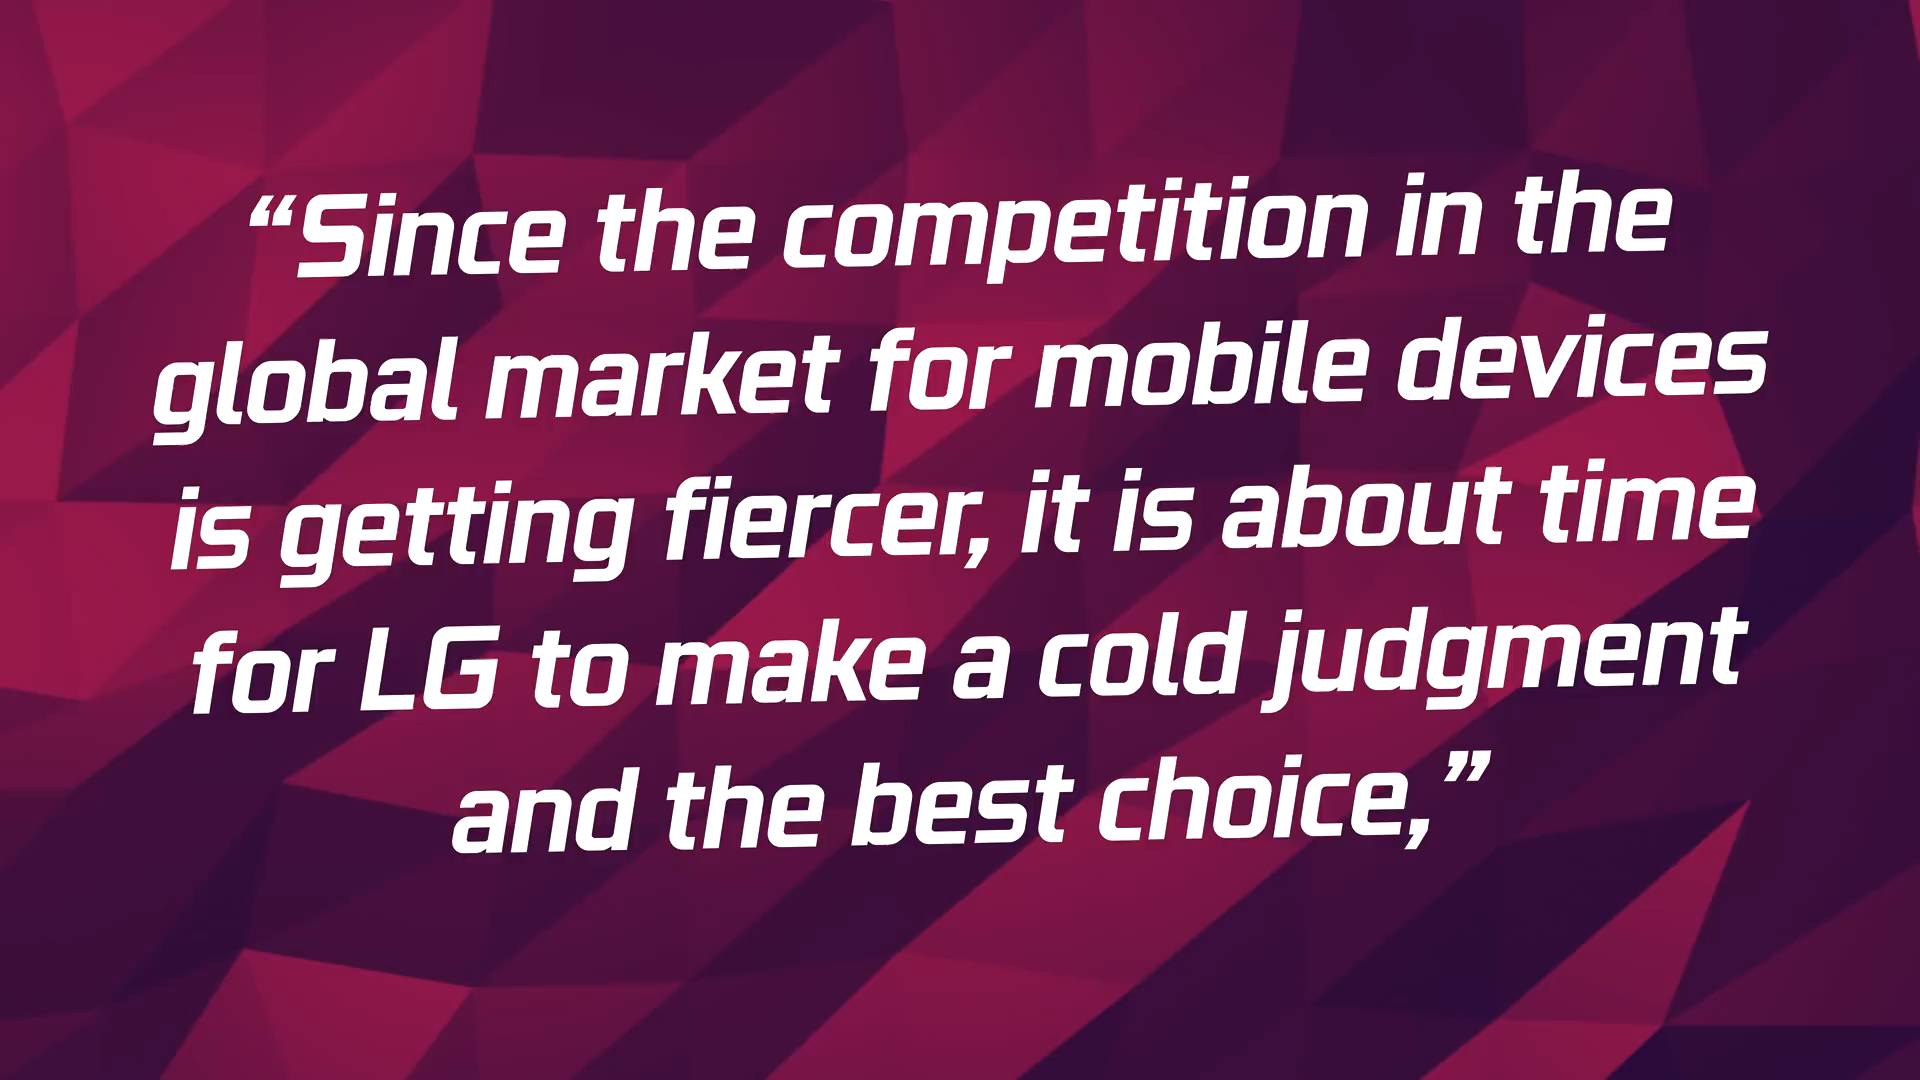 “Since the competition in the
global market for mobile devices
is getting fiercer, it is about time
for LG to make a cold judgment
and the best choice,”